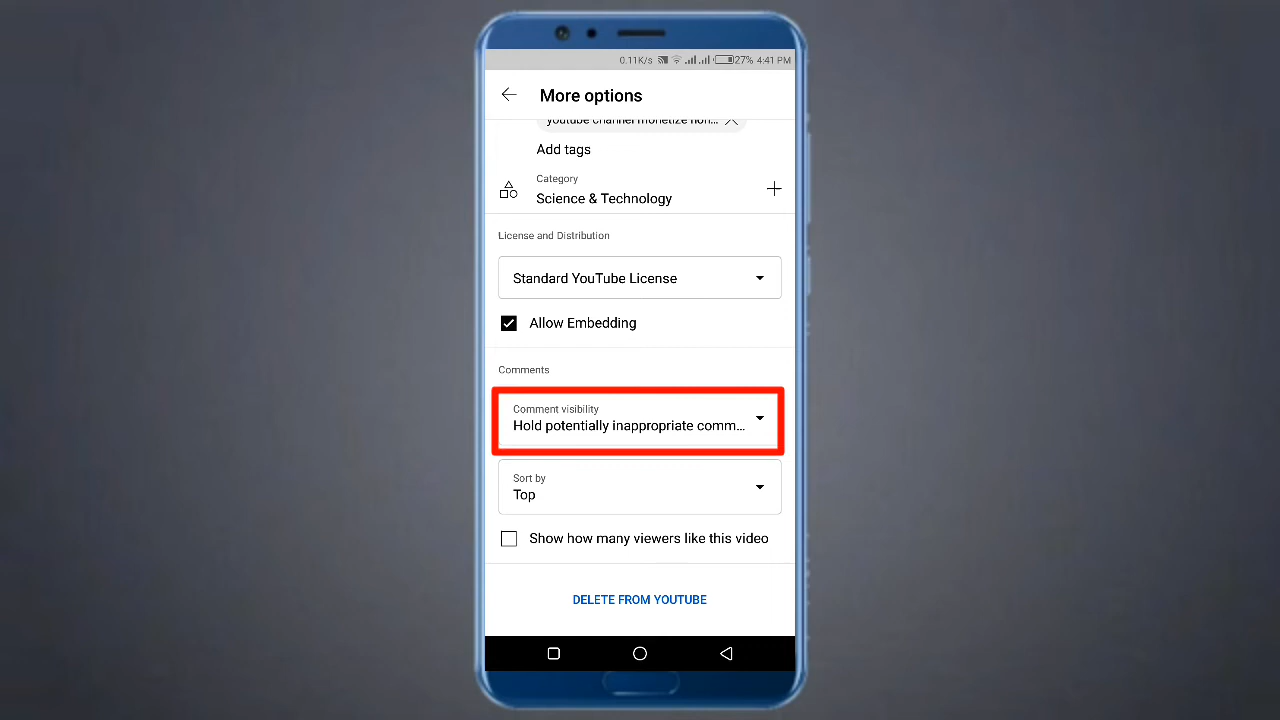 0.11K/s 27% 4:41 PM
More options
youtube channel monetize hon...
Add tags
Category
Science & Technology
License and Distribution
Standard YouTube License
Allow Embedding
Comments
Comment visibility
Hold potentially inappropriate comm...
Sort by
Top
Show how many viewers like this video
DELETE FROM YOUTUBE